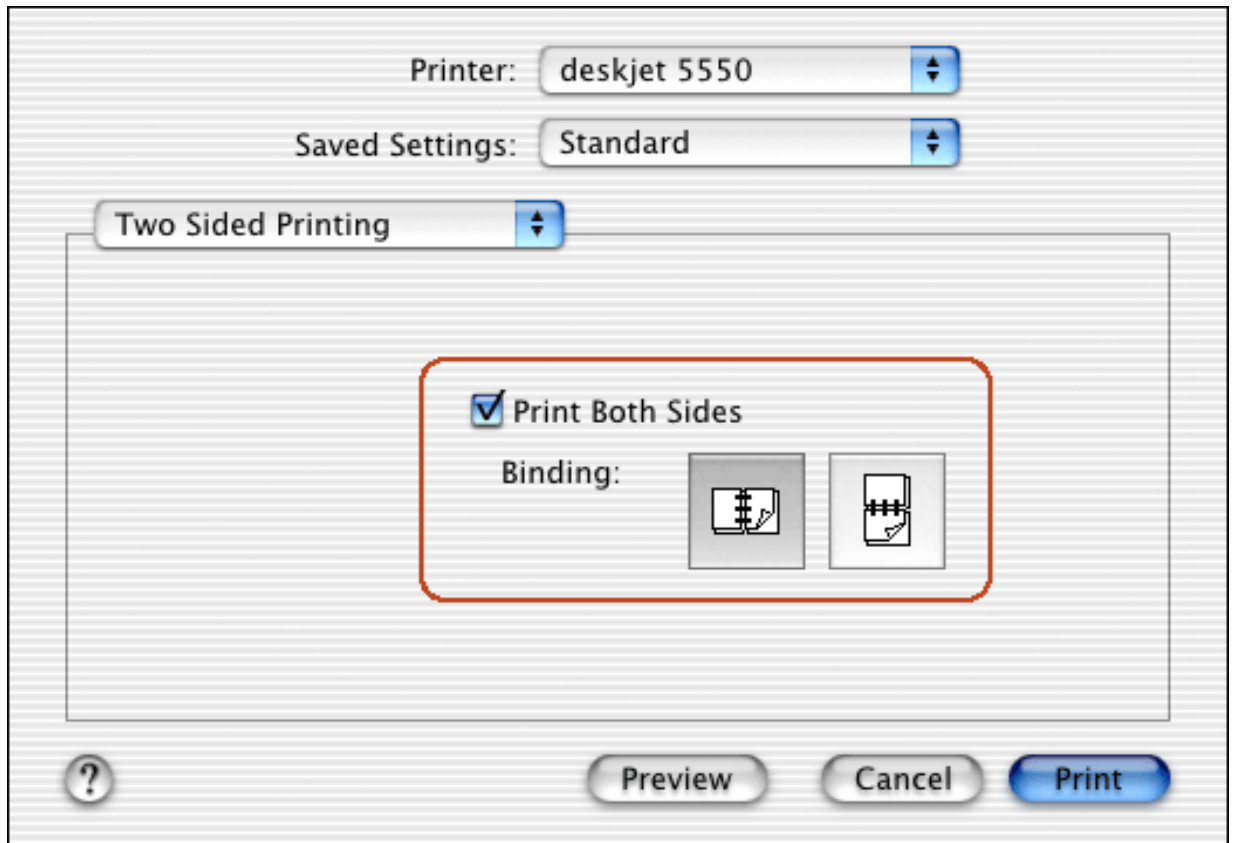 Printer: deskjet 5550
Saved Settings: Standard
Two Sided Printing
Print Both Sides
Binding:
? Preview Cancel Print